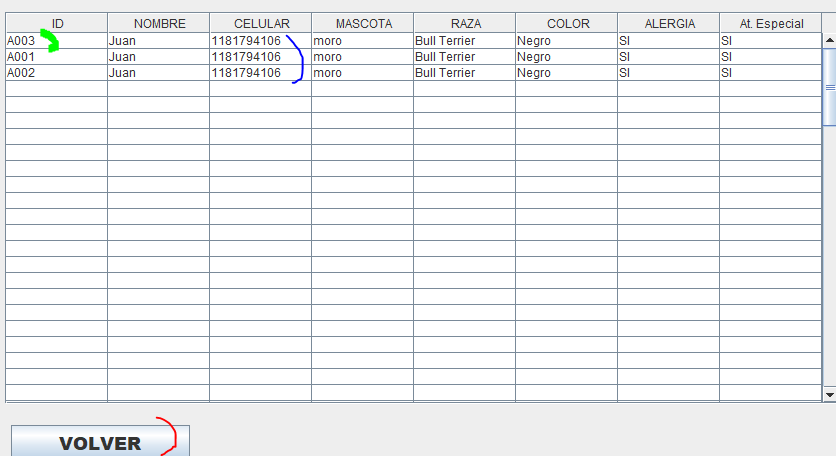 ID NOMBRE CELULAR MASCOTA RAZA COLOR ALERGIA At. Especial
A003 Juan 1181794106 moro Bull Terrier Negro SI SI
A001 Juan 1181794106 moro Bull Terrier Negro SI SI
A002 Juan 1181794106 moro Bull Terrier Negro SI SI
VOLVER